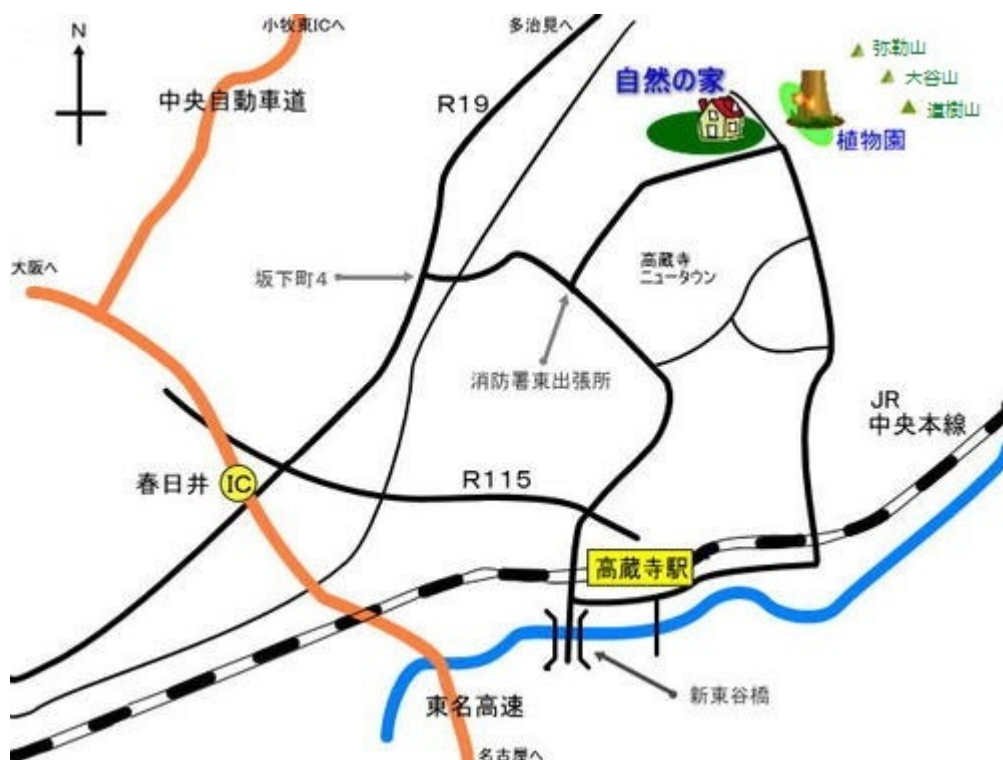 小牧東ICへ
多治見へ
N
弥勒山
中央自動車道
R19
自然の家
大谷山
道樹山
植物園
大阪へ
坂下町4
高蔵寺
ニュータウン
消防署東出張所
JR
中央本線
春日井
IC
R115
高蔵寺駅
新東谷橋
東名高速
名古屋へ